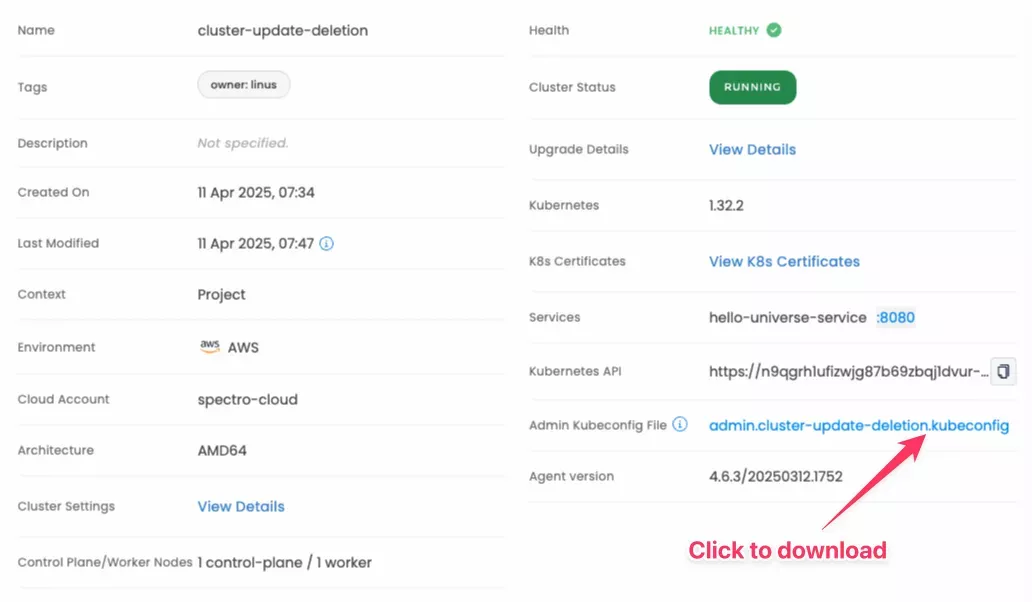 Name cluster-update-deletion
Tags owner: linus
Description Not specified.
Created On 11 Apr 2025, 07:34
Last Modified 11 Apr 2025, 07:47
Context Project
Environment aws AWS
Cloud Account spectro-cloud
Architecture AMD64
Cluster Settings View Details
Control Plane/Worker Nodes 1 control-plane / 1 worker
Health HEALTHY
Cluster Status RUNNING
Upgrade Details View Details
Kubernetes 1.32.2
K8s Certificates View K8s Certificates
Services hello-universe-service :8080
Kubernetes API https://n9qgrh1ufizwjg87b69zbqj1dvur-...
Admin Kubeconfig File admin.cluster-update-deletion.kubeconfig
Agent version 4.6.3/20250312.1752
Click to download